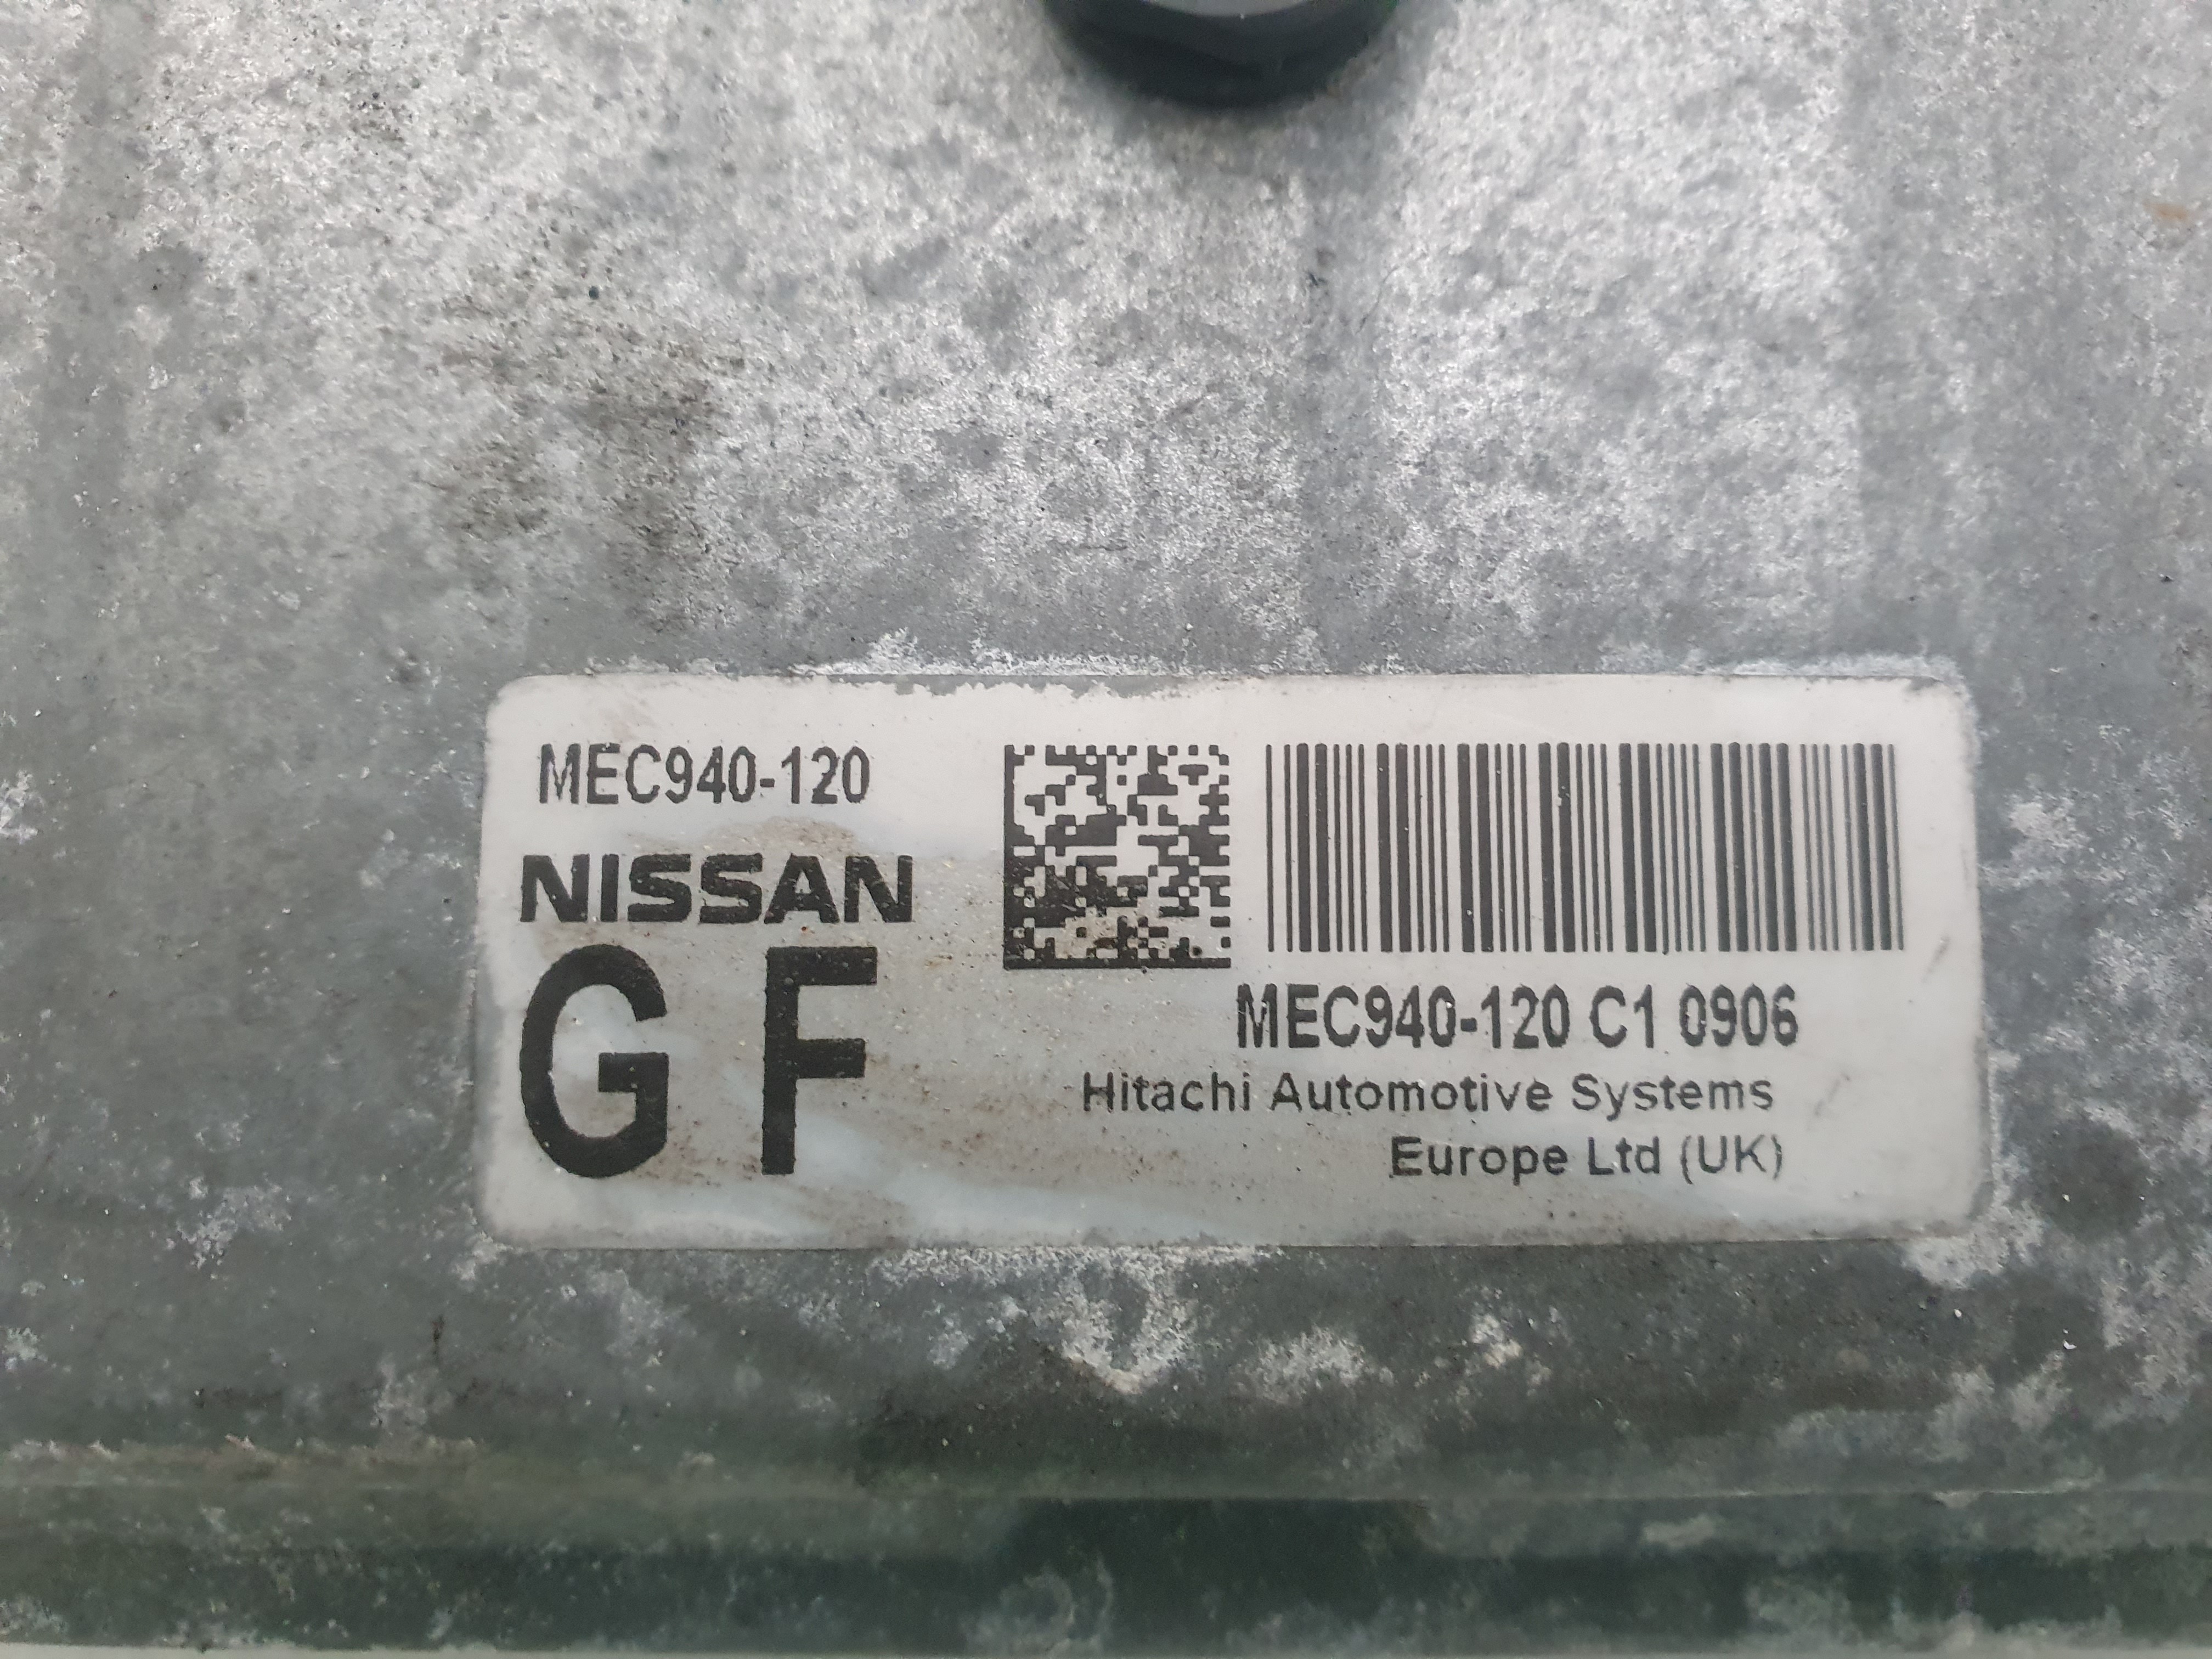 MEC940-120
NISSAN
G F
MEC940-120 C1 0906
Hitachi Automotive Systems
Europe Ltd (UK)